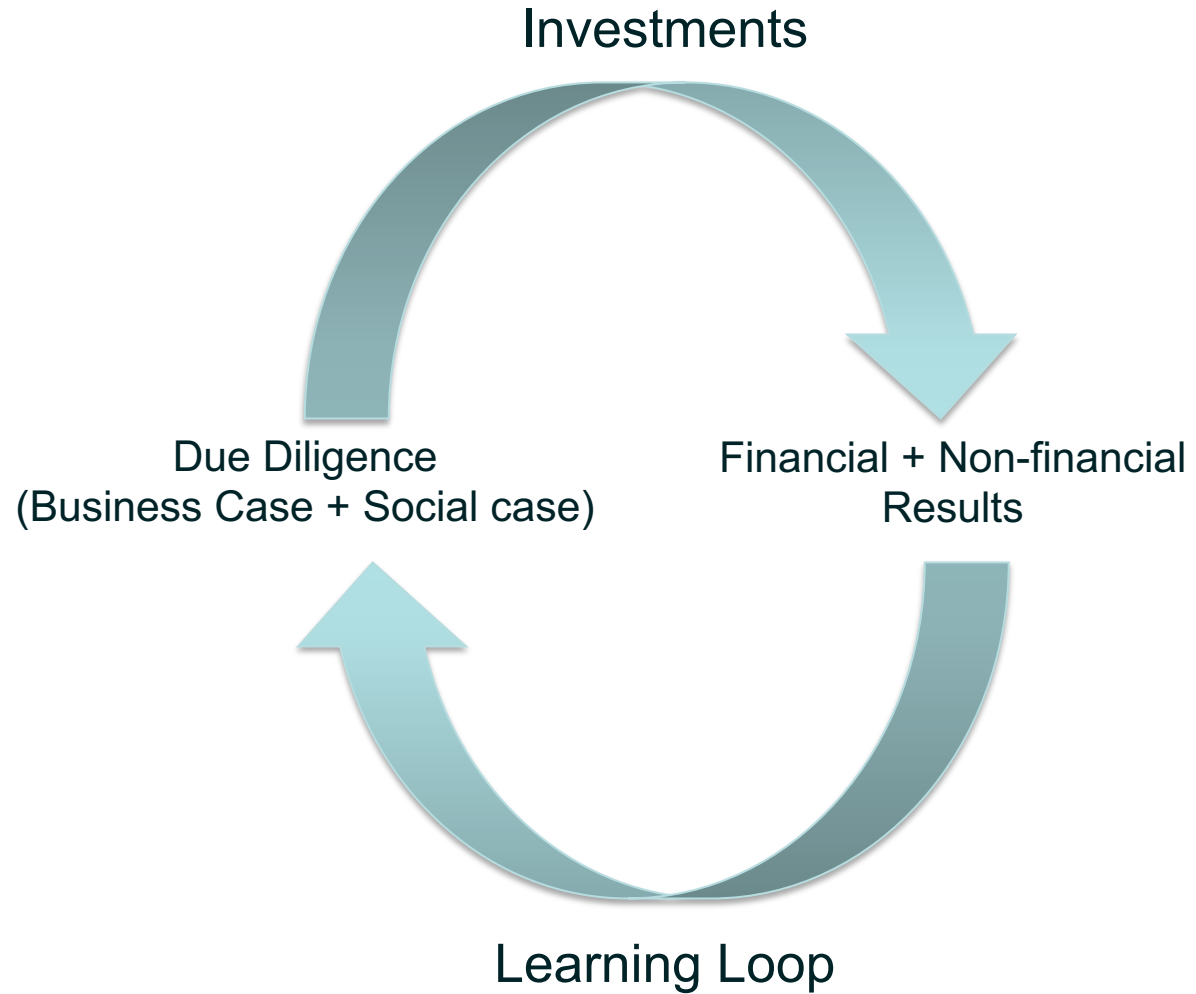 Investments
Due Diligence
(Business Case + Social case)
Financial + Non-financial
Results
Learning Loop